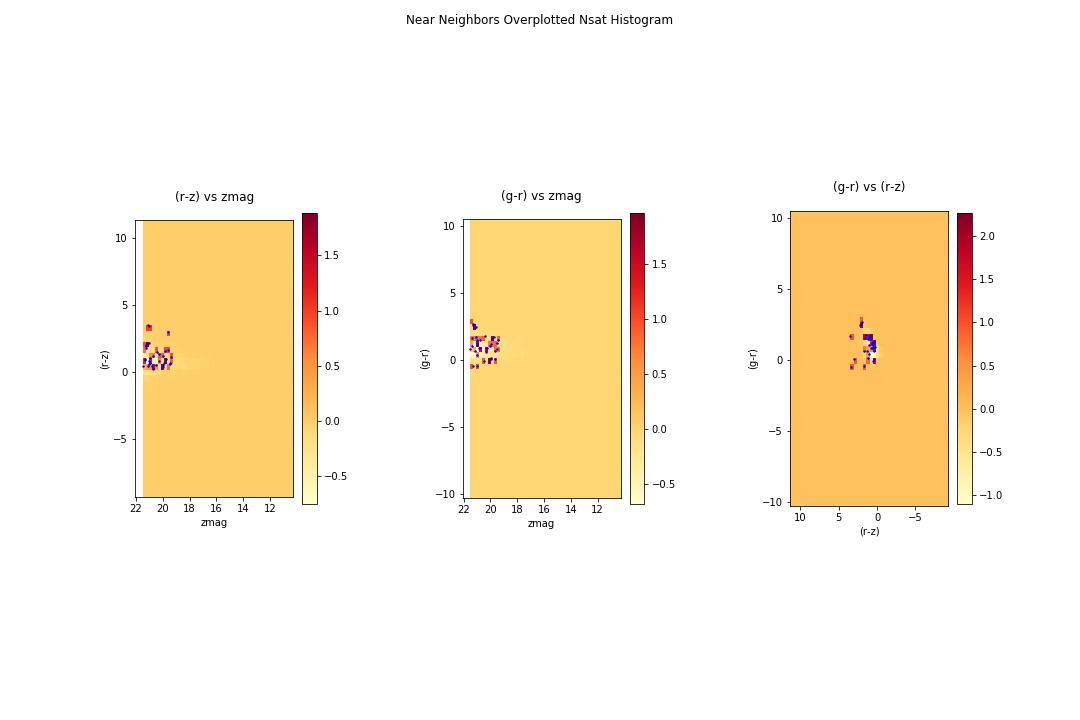 Near Neighbors Overplotted Nsat Histogram
(r-z) vs zmag
10
5
0
−5
(r-z)
22 20 18 16 14 12
zmag
1.5
1.0
0.5
0.0
−0.5
(g-r) vs zmag
10
5
0
−5
−10
(g-r)
22 20 18 16 14 12
zmag
1.5
1.0
0.5
0.0
−0.5
(g-r) vs (r-z)
10
5
0
−5
−10
(g-r)
10 5 0 −5
(r-z)
2.0
1.5
1.0
0.5
0.0
−0.5
−1.0